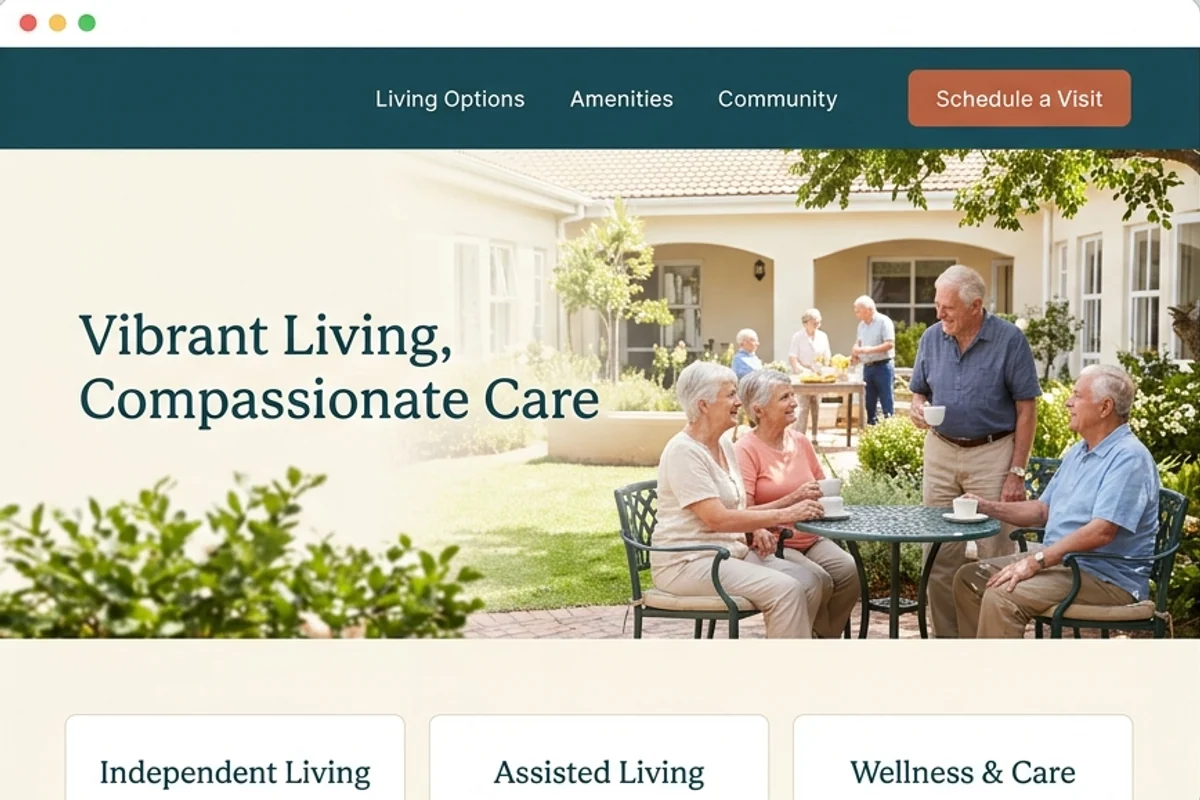 Living Options
Amenities
Community
Schedule a Visit
Vibrant Living,
Compassionate Care
Independent Living
Assisted Living
Wellness & Care